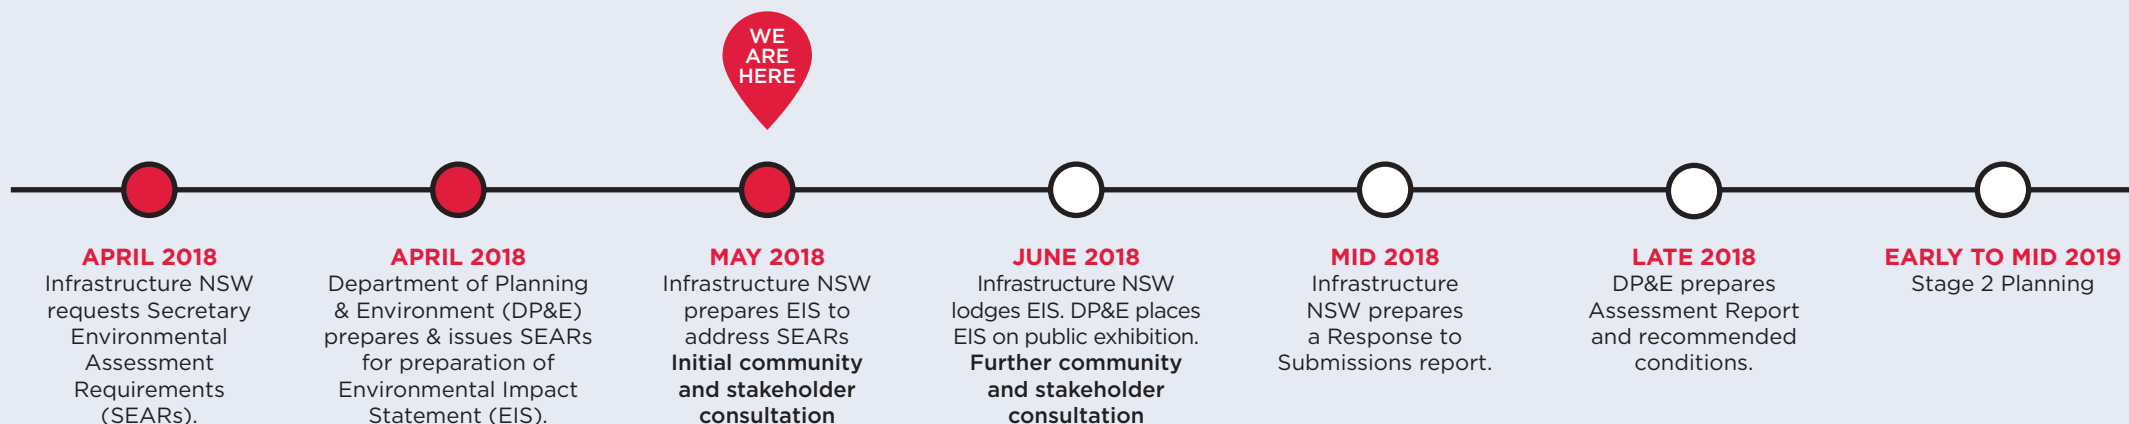 WE
ARE
HERE
APRIL 2018
Infrastructure NSW
requests Secretary
Environmental
Assessment
Requirements
(SEARs).
APRIL 2018
Department of Planning
& Environment (DP&E)
prepares & issues SEARs
for preparation of
Environmental Impact
Statement (EIS).
MAY 2018
Infrastructure NSW
prepares EIS to
address SEARs
Initial community
and stakeholder
consultation
JUNE 2018
Infrastructure NSW
lodges EIS. DP&E places
EIS on public exhibition.
Further community
and stakeholder
consultation
MID 2018
Infrastructure
NSW prepares
a Response to
Submissions report.
LATE 2018
DP&E prepares
Assessment Report
and recommended
conditions.
EARLY TO MID 2019
Stage 2 Planning